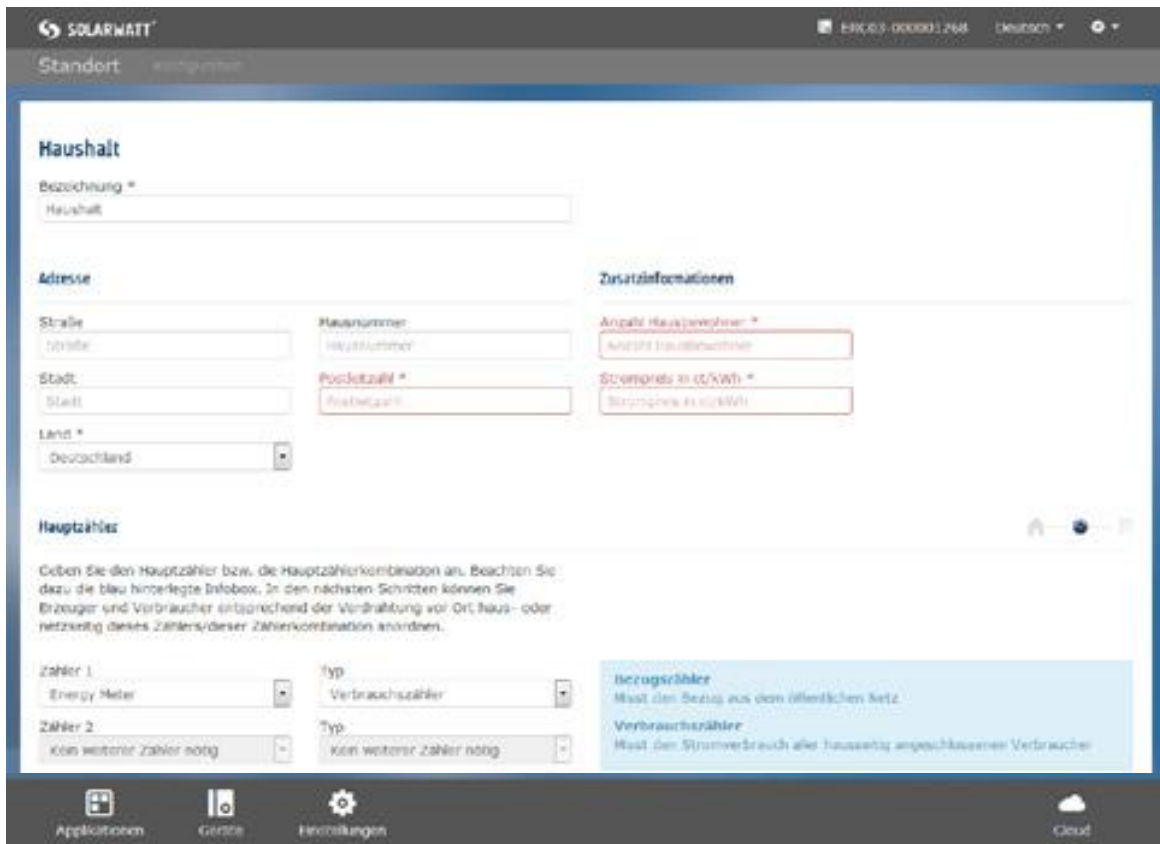 SOLARWATT
ERC03-000001268 Deutsch
Standort Konfiguration
Haushalt
Bezeichnung *
Haushalt
Adresse
Zusatzinformationen
Straße
Hausnummer
Anzahl Hausbewohner *
Straße
Hausnummer
Anzahl Hausbewohner
Stadt
Postleitzahl *
Strompreis in ct/kWh *
Stadt
Postleitzahl
Strompreis in ct/kWh
Land *
Deutschland
Hauptzähler
Geben Sie den Hauptzähler bzw. die Hauptzählerkombination an. Beachten Sie
dazu die blau hinterlegte Infobox. In den nächsten Schritten können Sie
Erzeuger und Verbraucher entsprechend der Verdrahtung vor Ort haus- oder
netzseitig dieses Zählers/dieser Zählerkombination anordnen.
Zähler 1
Typ
Energy Meter
Verbrauchszähler
Zähler 2
Typ
Kein weiterer Zähler nötig
Kein weiterer Zähler nötig
Bezugszähler
Misst den Bezug aus dem öffentlichen Netz
Verbrauchszähler
Misst den Stromverbrauch aller hausseitig angeschlossenen Verbraucher
Applikationen
Geräte
Einstellungen
Cloud